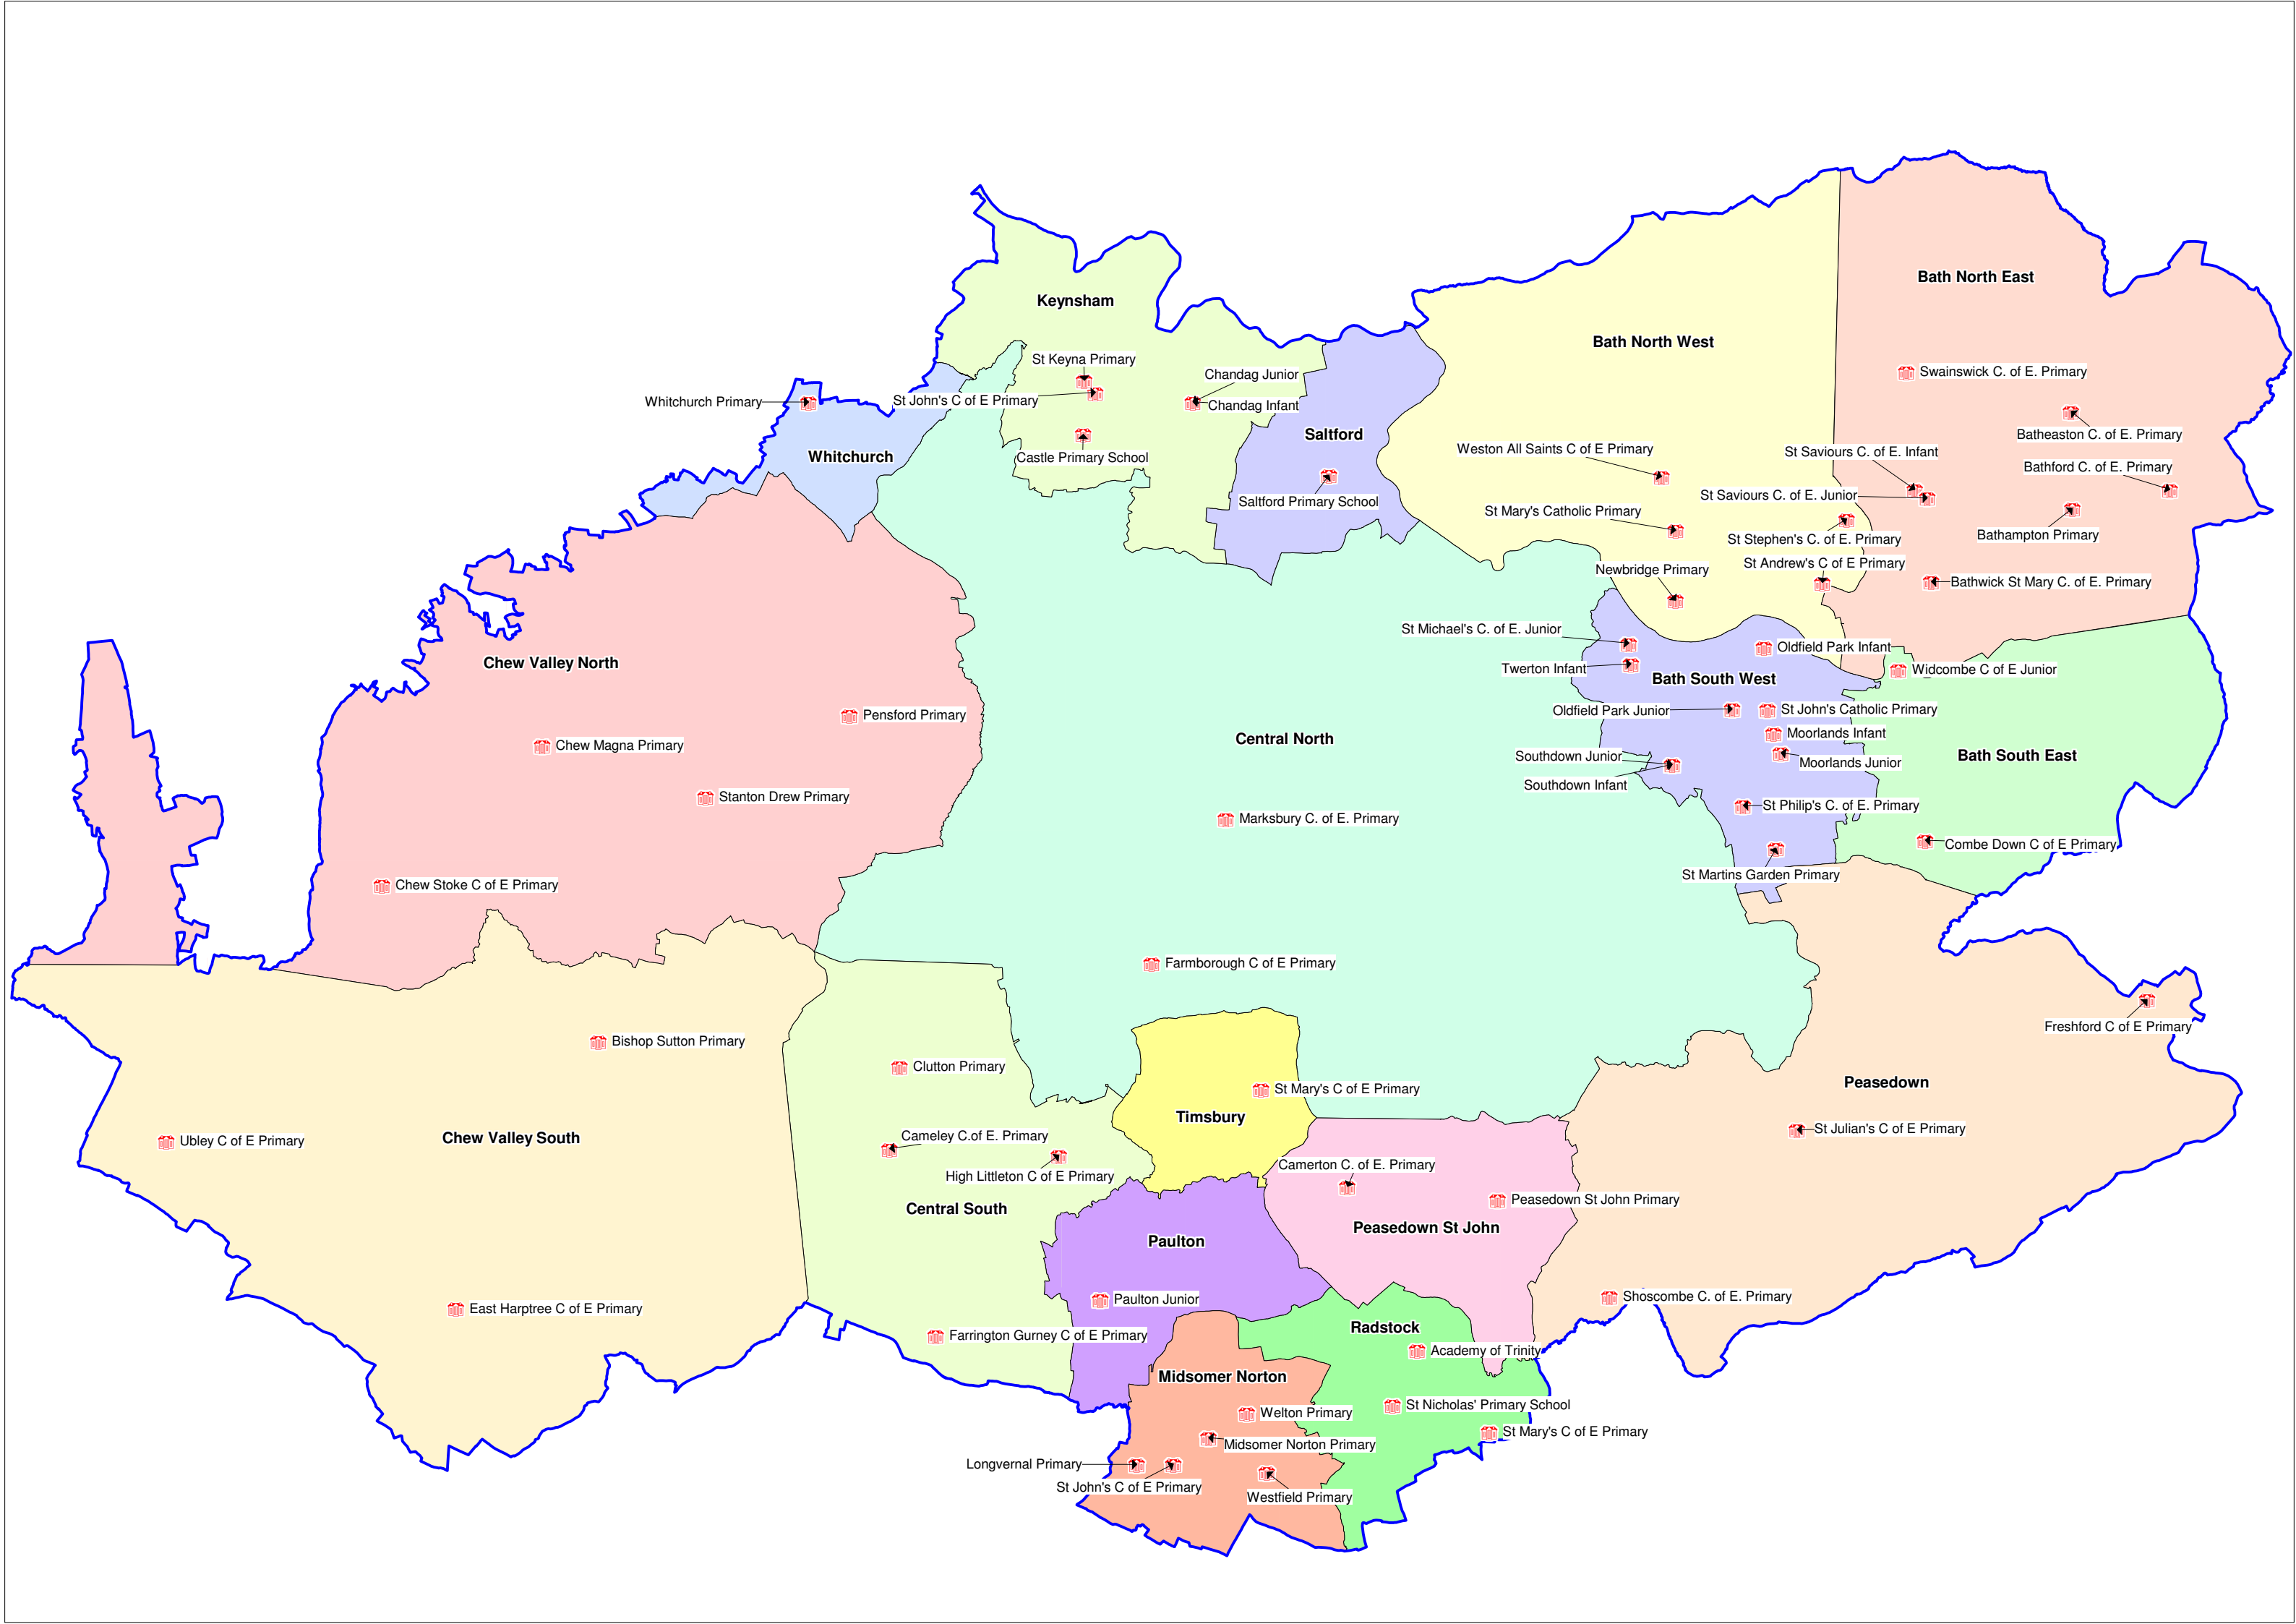 Bath North East
Keynsham
Bath North West
St Keyna Primary
Swainswick C. of E. Primary
Chandag Junior
Whitchurch Primary
St John's C of E Primary
Chandag Infant
Saltford
Batheaston C. of E. Primary
Weston All Saints C of E Primary
St Saviours C. of E. Infant
Whitchurch
Castle Primary School
Bathford C. of E. Primary
St Saviours C. of E. Junior
Saltford Primary School
St Mary's Catholic Primary
Bathampton Primary
St Stephen's C. of E. Primary
St Andrew's C of E Primary
Newbridge Primary
Bathwick St Mary C. of E. Primary
St Michael's C. of E. Junior
Oldfield Park Infant
Chew Valley North
Twerton Infant
Widcombe C of E Junior
Bath South West
Oldfield Park Junior
St John's Catholic Primary
Pensford Primary
Moorlands Infant
Central North
Chew Magna Primary
Southdown Junior
Bath South East
Moorlands Junior
Southdown Infant
Stanton Drew Primary
St Philip's C. of E. Primary
Marksbury C. of E. Primary
Combe Down C of E Primary
St Martins Garden Primary
Chew Stoke C of E Primary
Farmborough C of E Primary
Freshford C of E Primary
Bishop Sutton Primary
Clutton Primary
Peasedown
St Mary's C of E Primary
Timsbury
St Julian's C of E Primary
Chew Valley South
Cameley C.of E. Primary
Ubley C of E Primary
Camerton C. of E. Primary
High Littleton C of E Primary
Peasedown St John Primary
Central South
Peasedown St John
Paulton
Shoscombe C. of E. Primary
Paulton Junior
East Harptree C of E Primary
Radstock
Farrington Gurney C of E Primary
Academy of Trinity
Midsomer Norton
St Nicholas' Primary School
Welton Primary
St Mary's C of E Primary
Midsomer Norton Primary
Longvernal Primary
St John's C of E Primary
Westfield Primary